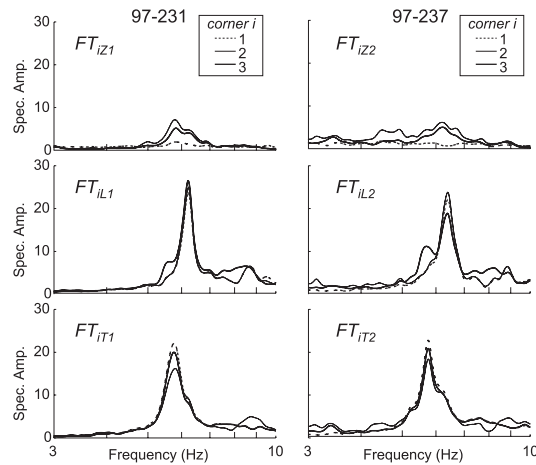 97-231
97-237
corner i
1
2
3
corner i
1
2
3
FTiZ1
FTiZ2
Spec. Amp.
30
20
10
0
FTiL1
FTiL2
Spec. Amp.
30
20
10
0
FTiT1
FTiT2
Spec. Amp.
30
20
10
0
3
Frequency (Hz)
10
3
Frequency (Hz)
10